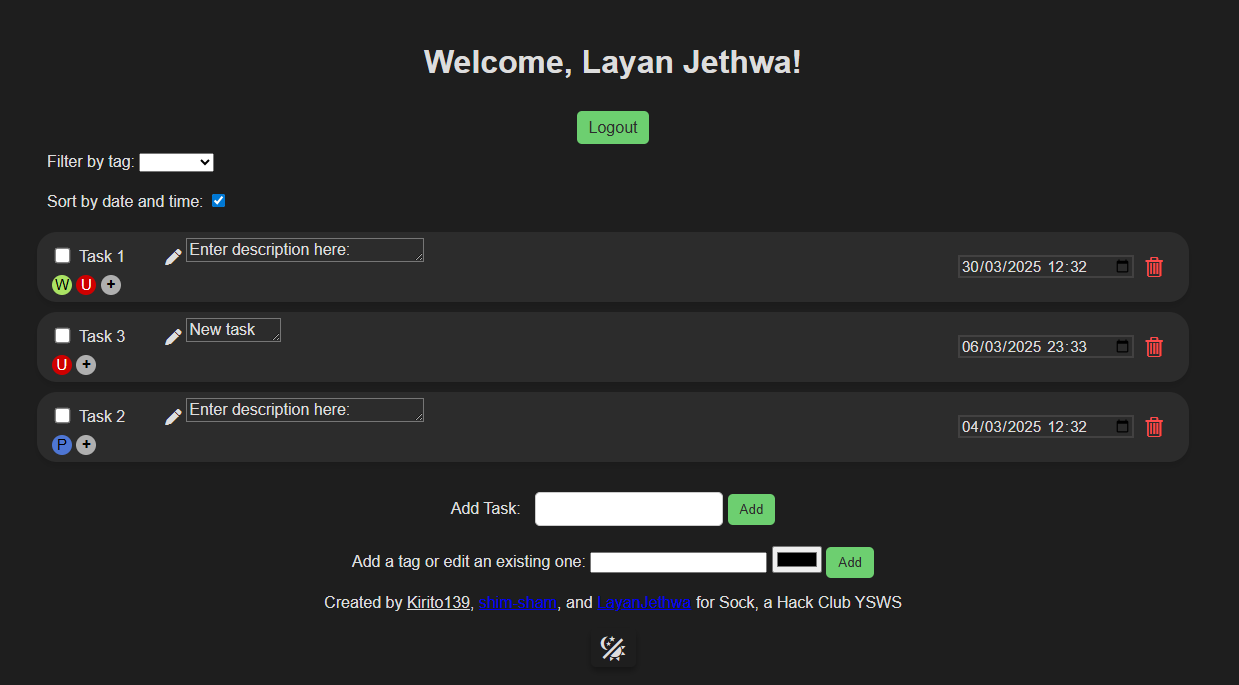 Welcome, Layan Jethwa!
Logout
Filter by tag:
Sort by date and time:
Task 1 Enter description here: 30/03/2025 12:32
W U +
Task 3 New task 06/03/2025 23:33
U +
Task 2 Enter description here: 04/03/2025 12:32
P +
Add Task: Add
Add a tag or edit an existing one: Add
Created by Kirito139, shim-sham, and LayanJethwa for Sock, a Hack Club YSWS